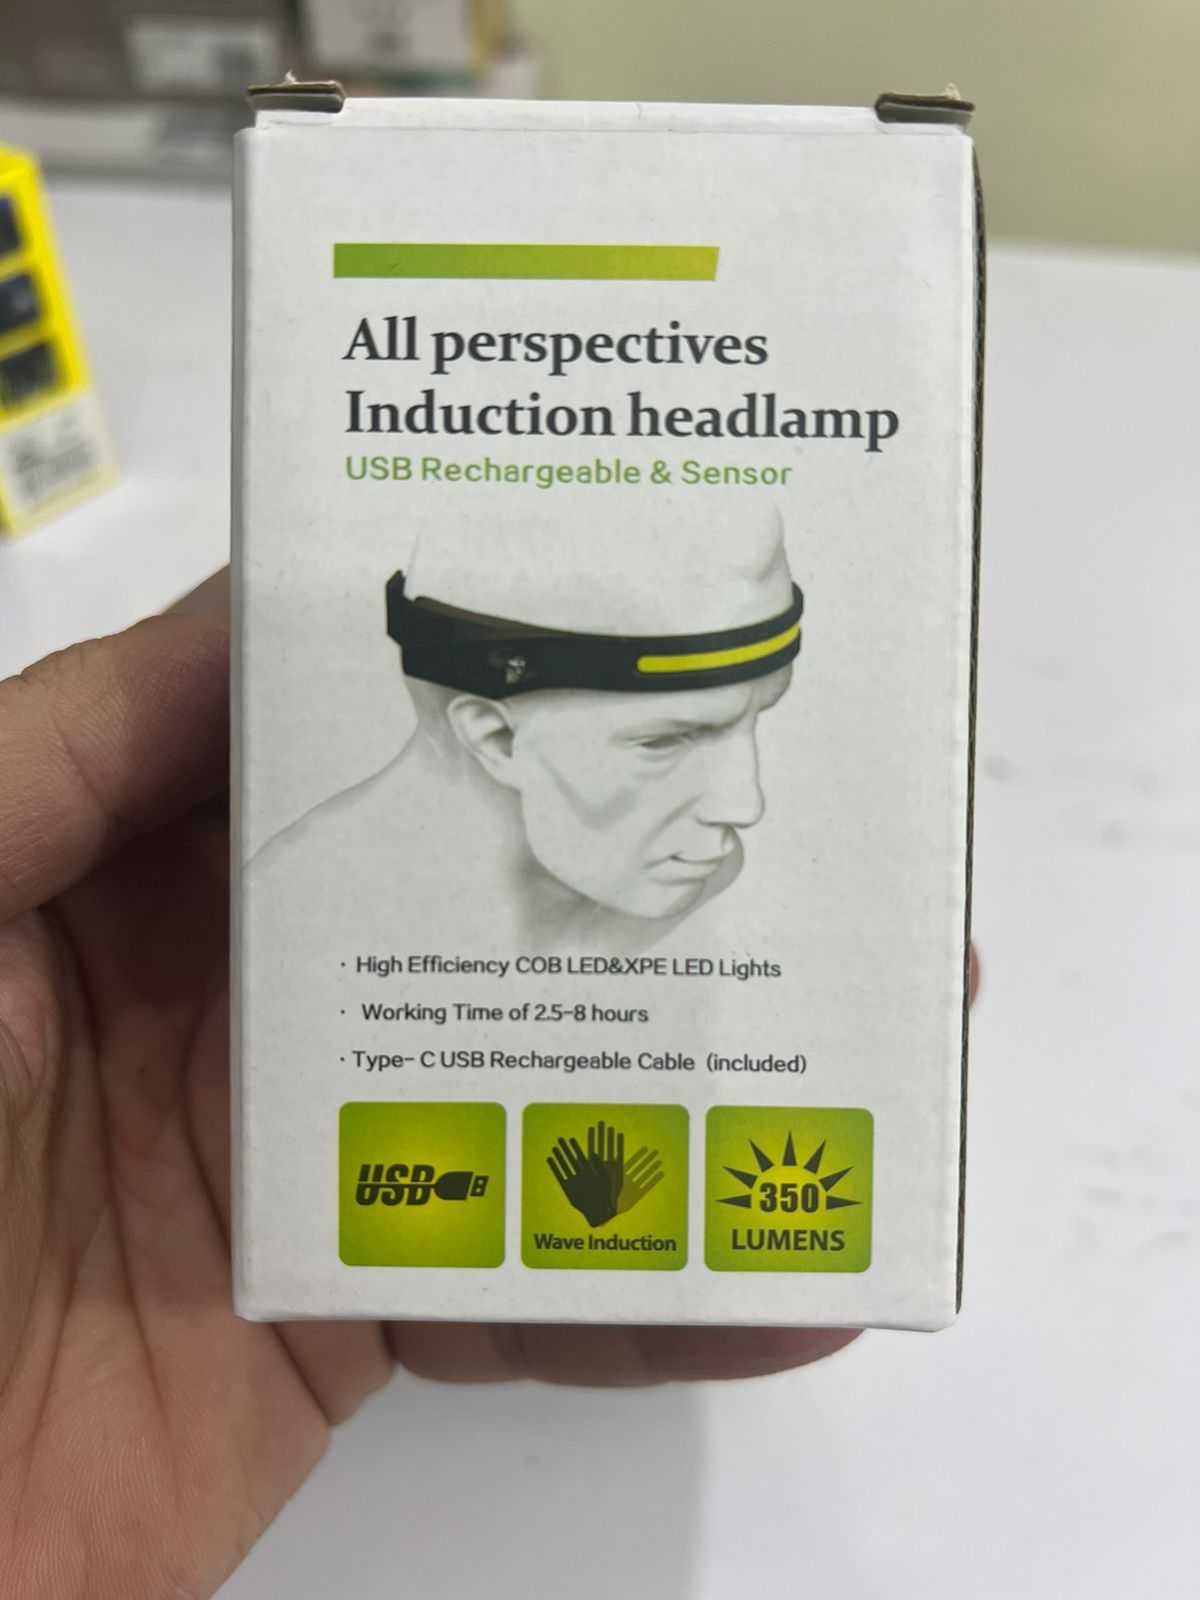 All perspectives
Induction headlamp
USB Rechargeable & Sensor
· High Efficiency COB LED&XPE LED Lights
· Working Time of 2.5-8 hours
· Type- C USB Rechargeable Cable (included)
USB
Wave Induction
350
LUMENS